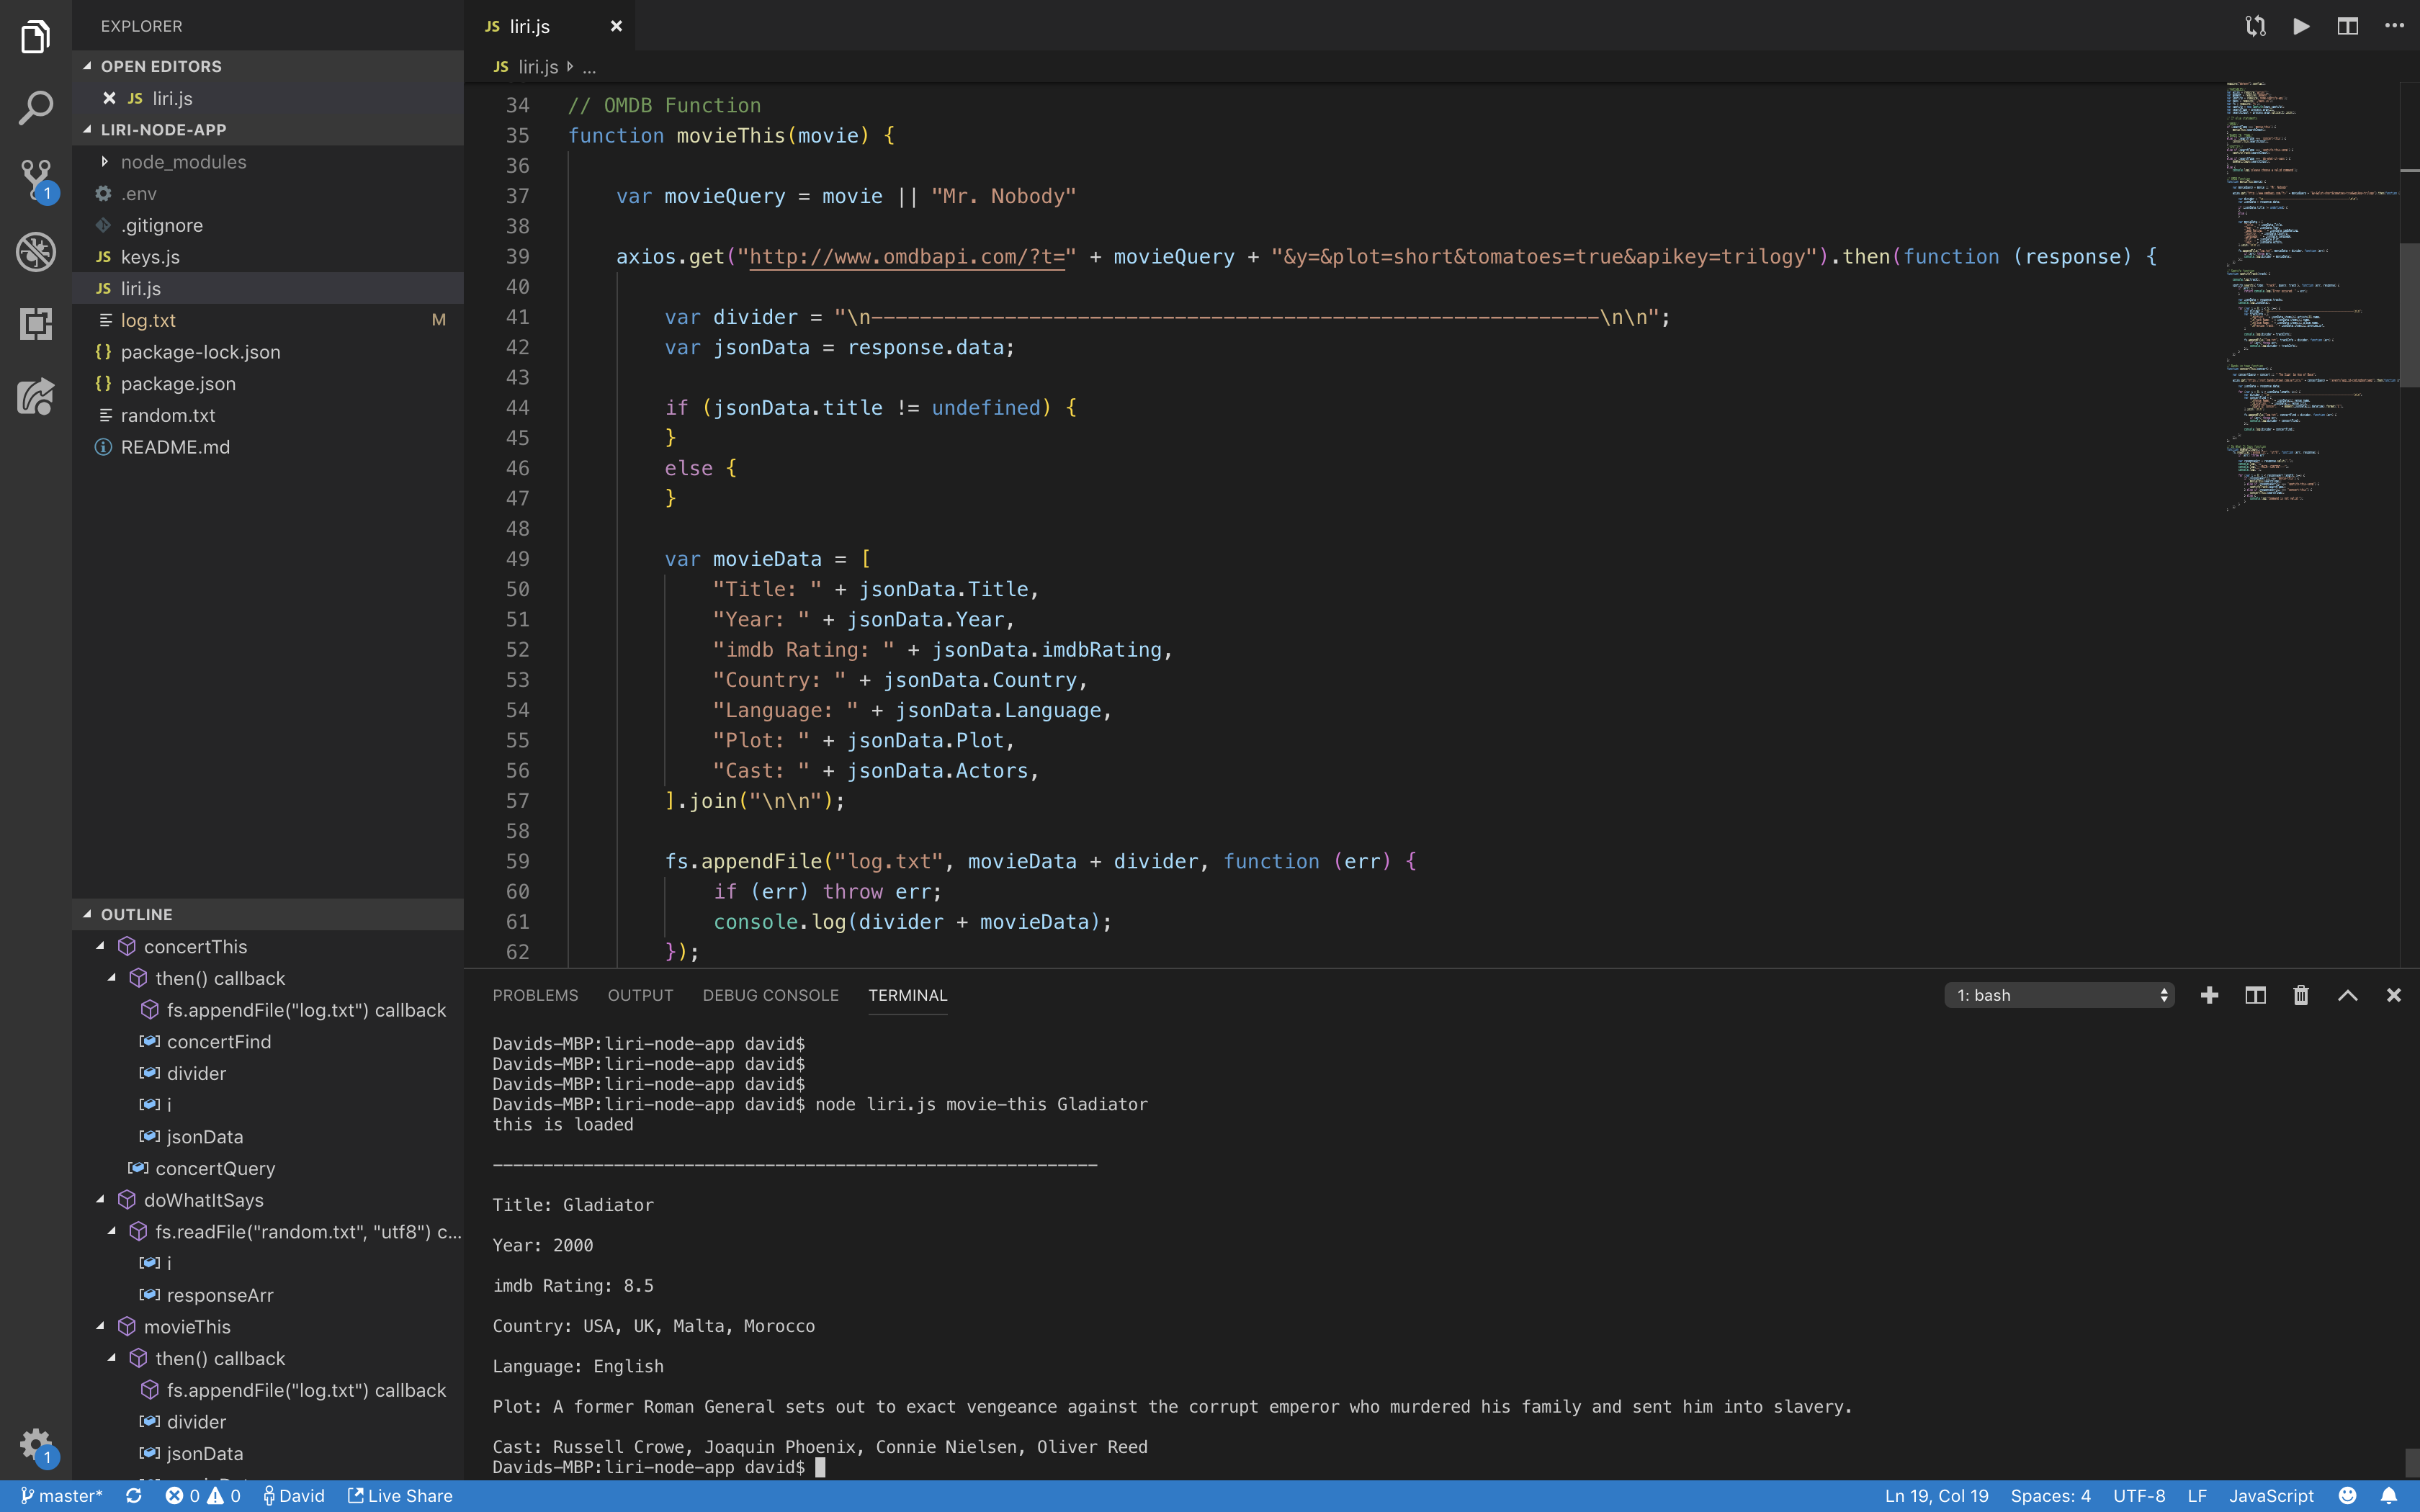 EXPLORER
OPEN EDITORS
JS liri.js
LIRI-NODE-APP
node_modules
.env
.gitignore
JS keys.js
JS liri.js
log.txt M
{} package-lock.json
{} package.json
random.txt
README.md
OUTLINE
concertThis
then() callback
fs.appendFile("log.txt") callback
concertFind
divider
i
jsonData
concertQuery
doWhatItSays
fs.readFile("random.txt", "utf8") c...
i
responseArr
movieThis
then() callback
fs.appendFile("log.txt") callback
divider
jsonData
1
1
JS liri.js
JS liri.js ...
34 // OMDB Function
35 function movieThis(movie) {
36
37 var movieQuery = movie || "Mr. Nobody"
38
39 axios.get("http://www.omdbapi.com/?t=" + movieQuery + "&y=&plot=short&tomatoes=true&apikey=trilogy").then(function (response) {
40
41 var divider = "\n------------------------------------------------------------\n\n";
42 var jsonData = response.data;
43
44 if (jsonData.title != undefined) {
45 }
46 else {
47 }
48
49 var movieData = [
50 "Title: " + jsonData.Title,
51 "Year: " + jsonData.Year,
52 "imdb Rating: " + jsonData.imdbRating,
53 "Country: " + jsonData.Country,
54 "Language: " + jsonData.Language,
55 "Plot: " + jsonData.Plot,
56 "Cast: " + jsonData.Actors,
57 ].join("\n\n");
58
59 fs.appendFile("log.txt", movieData + divider, function (err) {
60 if (err) throw err;
61 console.log(divider + movieData);
62 });
PROBLEMS OUTPUT DEBUG CONSOLE TERMINAL 1: bash
Davids-MBP:liri-node-app david$
Davids-MBP:liri-node-app david$
Davids-MBP:liri-node-app david$
Davids-MBP:liri-node-app david$ node liri.js movie-this Gladiator
this is loaded
------------------------------------------------------------
Title: Gladiator
Year: 2000
imdb Rating: 8.5
Country: USA, UK, Malta, Morocco
Language: English
Plot: A former Roman General sets out to exact vengeance against the corrupt emperor who murdered his family and sent him into slavery.
Cast: Russell Crowe, Joaquin Phoenix, Connie Nielsen, Oliver Reed
Davids-MBP:liri-node-app david$
master* 0 0 David Live Share Ln 19, Col 19 Spaces: 4 UTF-8 LF JavaScript